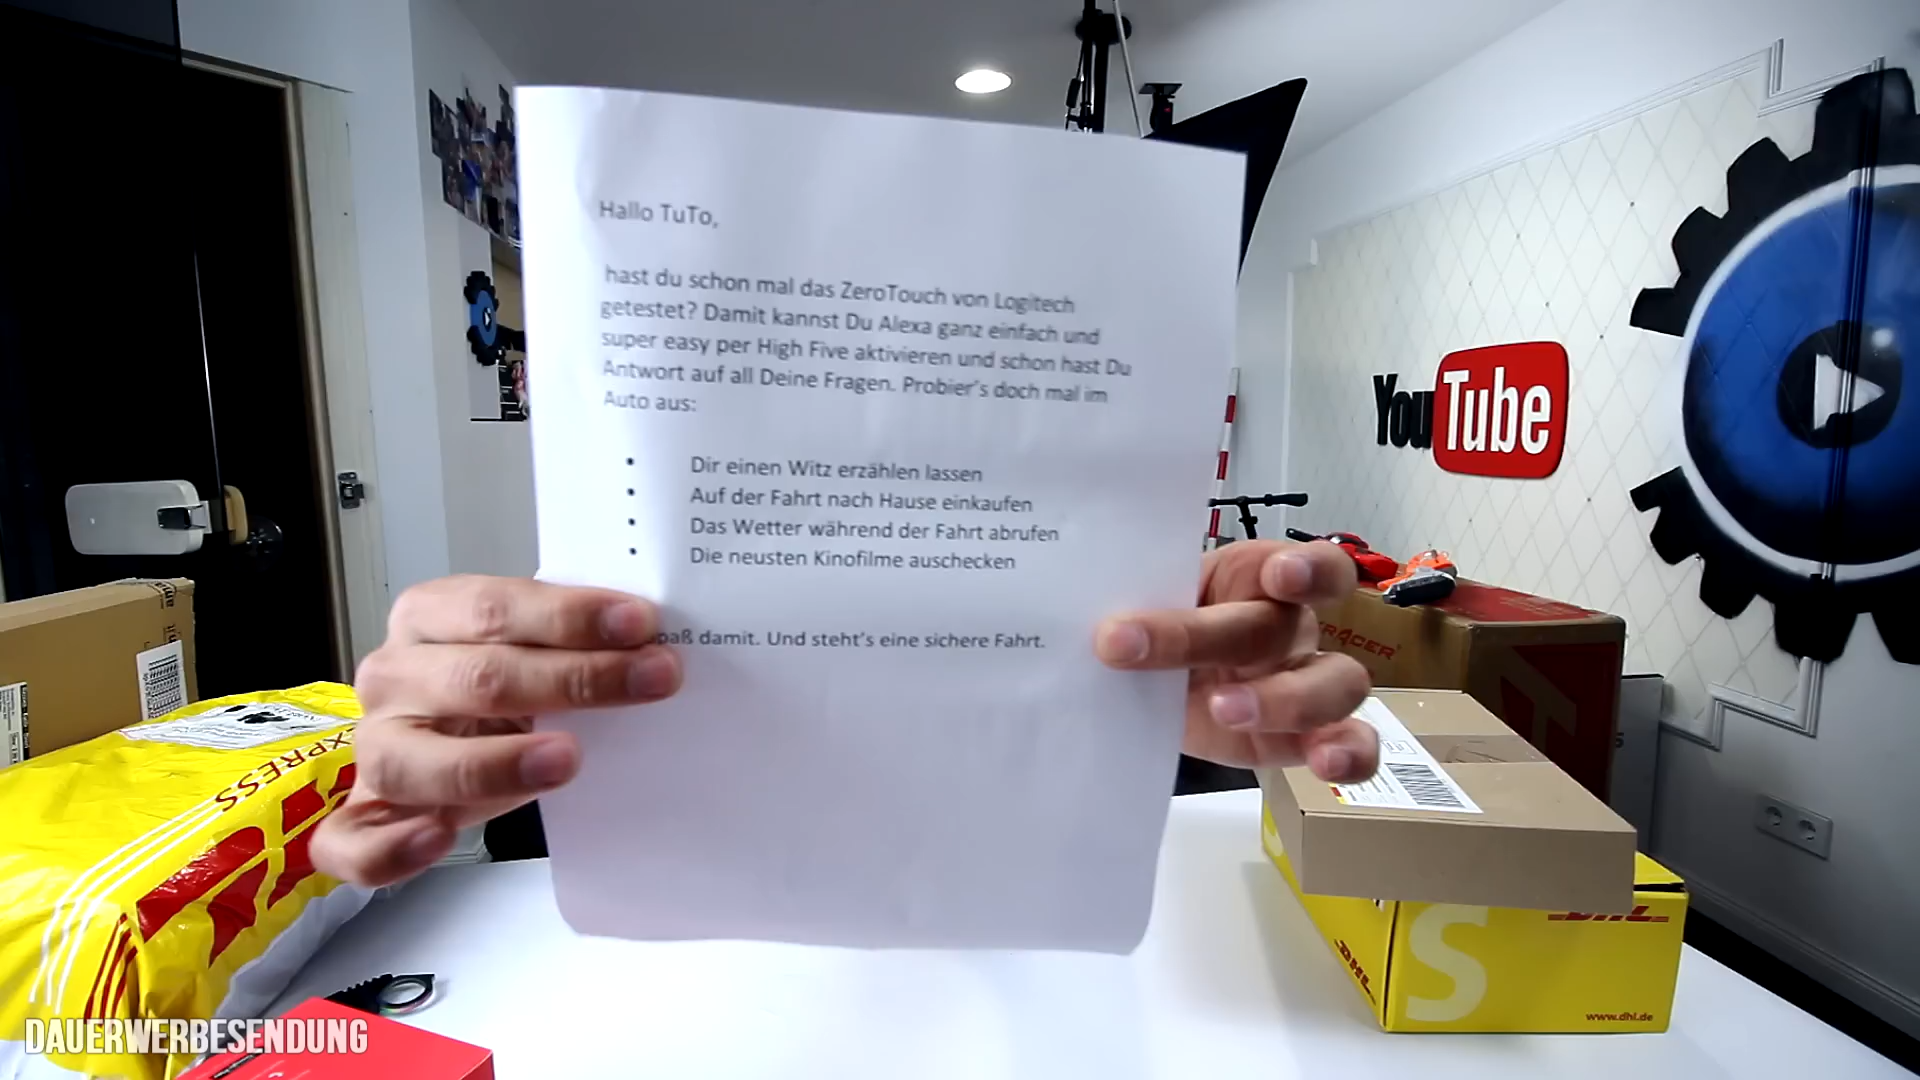 Hallo TuTo,
hast du schon mal das ZeroTouch von Logitech
getestet? Damit kannst Du Alexa ganz einfach und
super easy per High Five aktivieren und schon hast Du
Antwort auf all Deine Fragen. Probier's doch mal im
Auto aus:
• Dir einen Witz erzählen lassen
• Auf der Fahrt nach Hause einkaufen
• Das Wetter während der Fahrt abrufen
• Die neusten Kinofilme auschecken
paß damit. Und steht's eine sichere Fahrt.
YouTube
EXPRESS
DHL
S
DHL
www.dhl.de
DAUERWERBESENDUNG